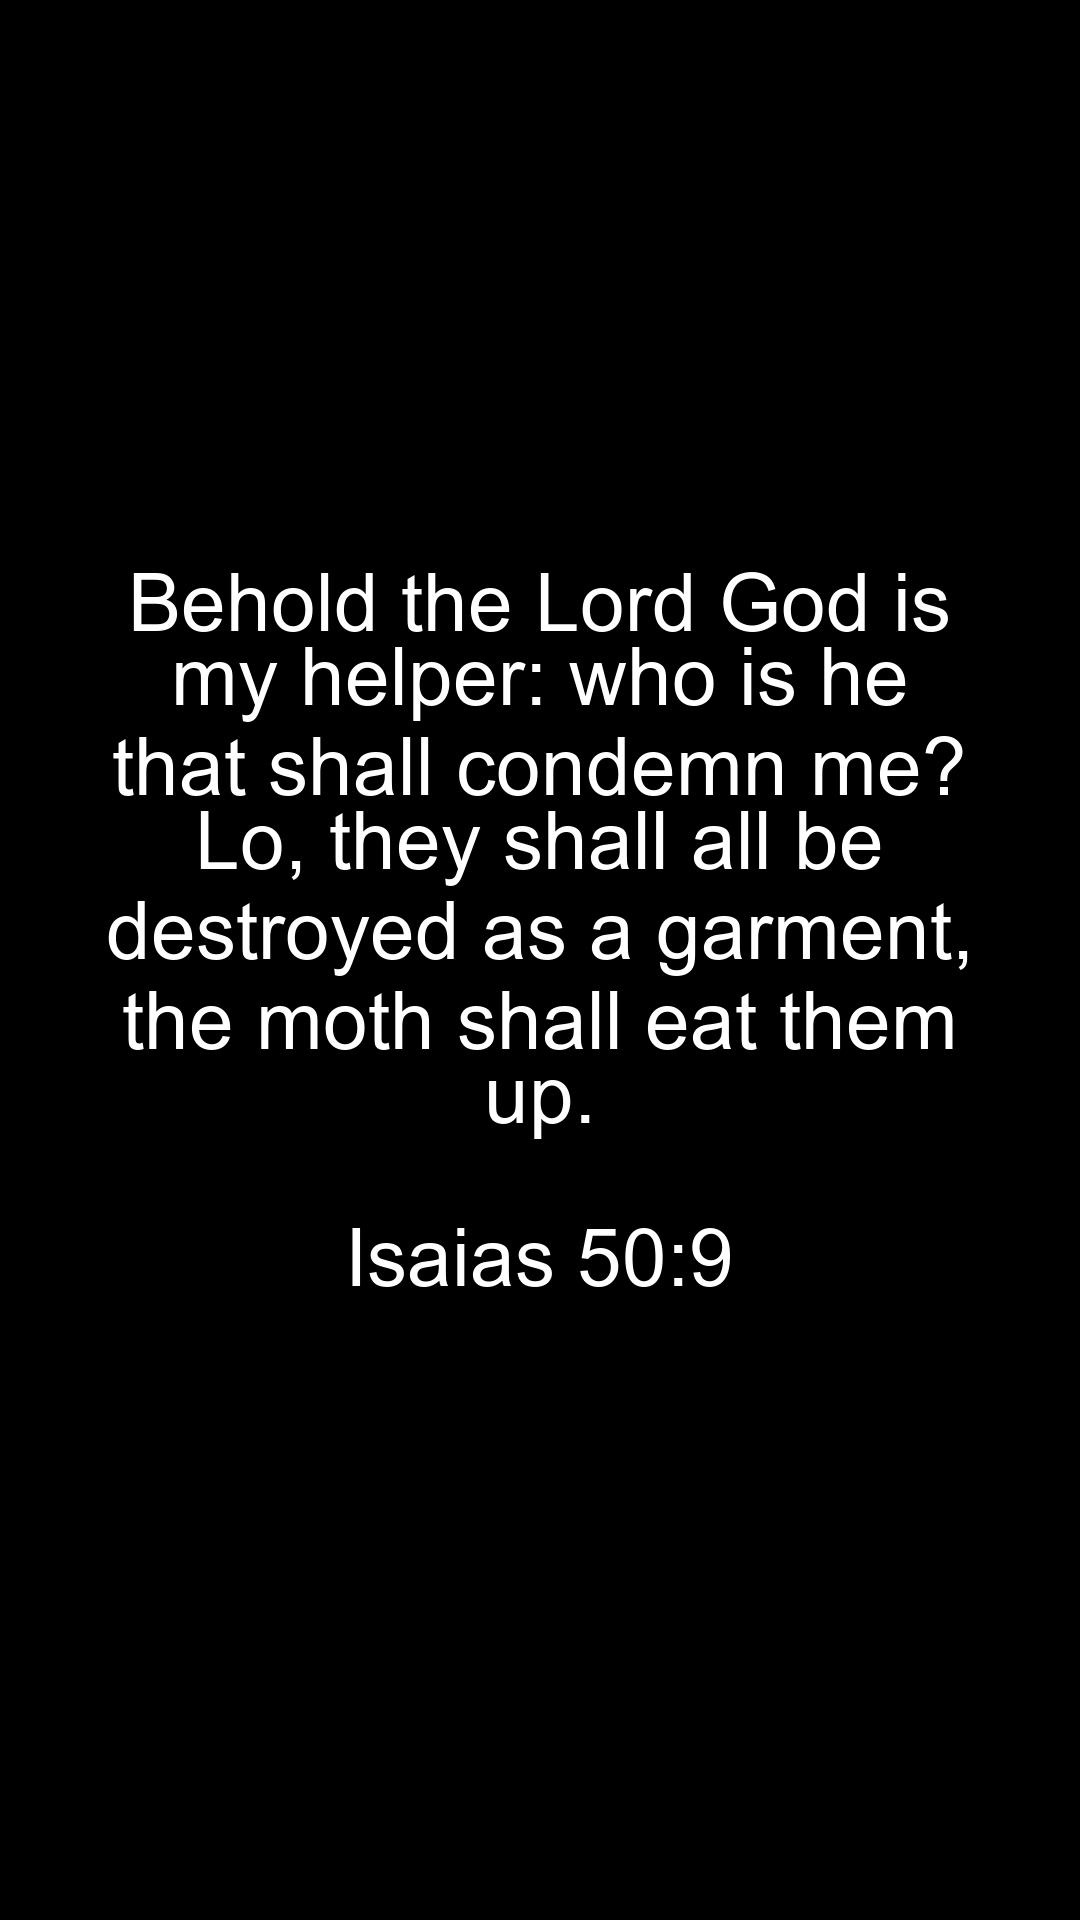 Behold the Lord God is
my helper: who is he
that shall condemn me?
Lo, they shall all be
destroyed as a garment,
the moth shall eat them
up.
Isaias 50:9